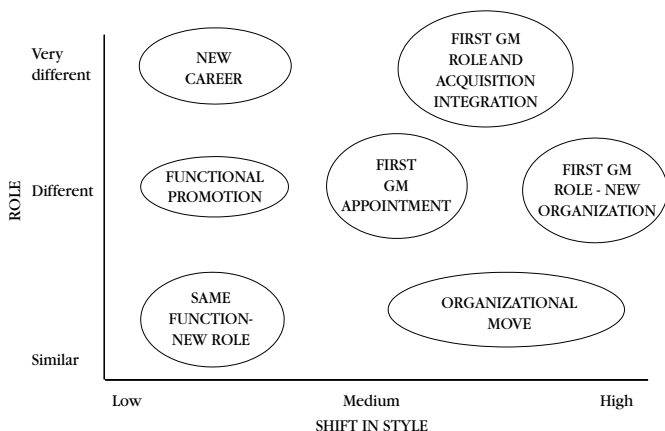 Very
different
NEW
CAREER
FIRST GM
ROLE AND
ACQUISITION
INTEGRATION
ROLE
Different
FUNCTIONAL
PROMOTION
FIRST
GM
APPOINTMENT
FIRST GM
ROLE - NEW
ORGANIZATION
SAME
FUNCTION-
NEW ROLE
ORGANIZATIONAL
MOVE
Similar
Low
Medium
High
SHIFT IN STYLE